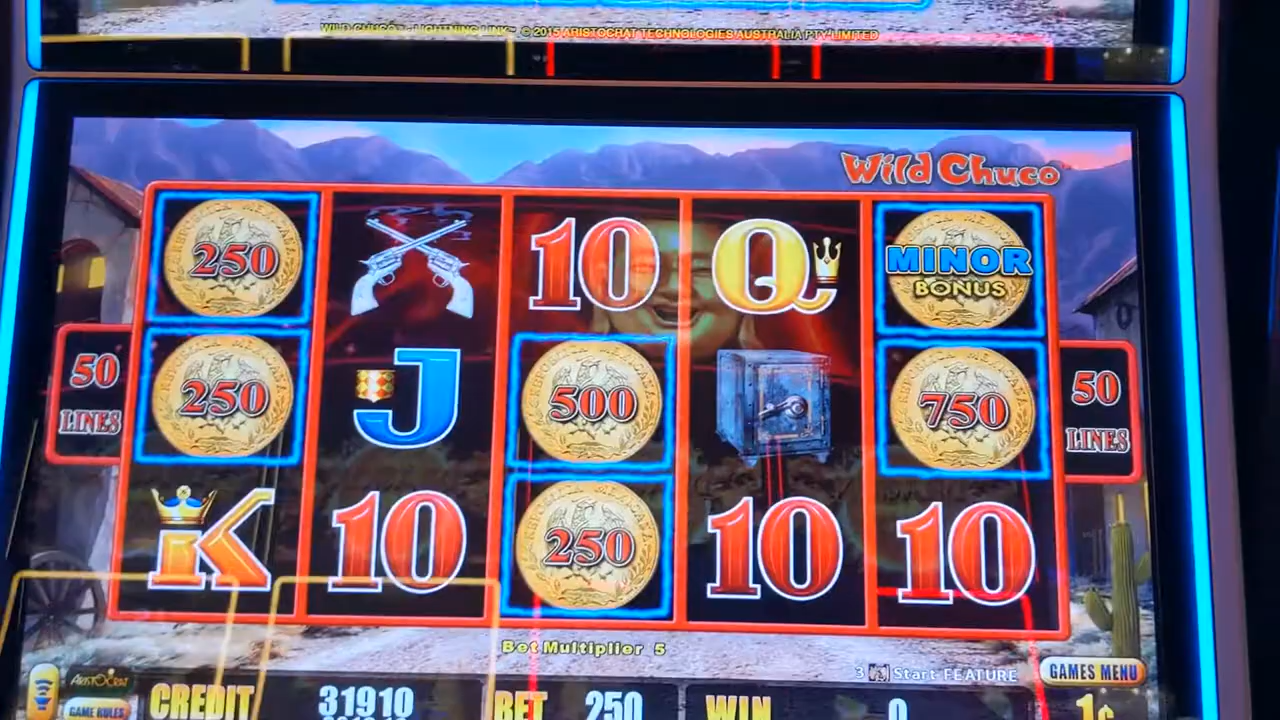 WILD CHUCO™ - LIGHTNING LINK™ © 2015 ARISTOCRAT TECHNOLOGIES AUSTRALIA PTY LIMITED
Wild Chuco
250 10 Q MINOR
BONUS
50
LINES
250 J 500 750
50
LINES
K 10 250 10 10
Bet Multiplier 5
3 Start FEATURE
GAMES MENU
ARISTOCRAT
GAME RULES
CREDIT 31910 BET 250 WIN 0 1¢